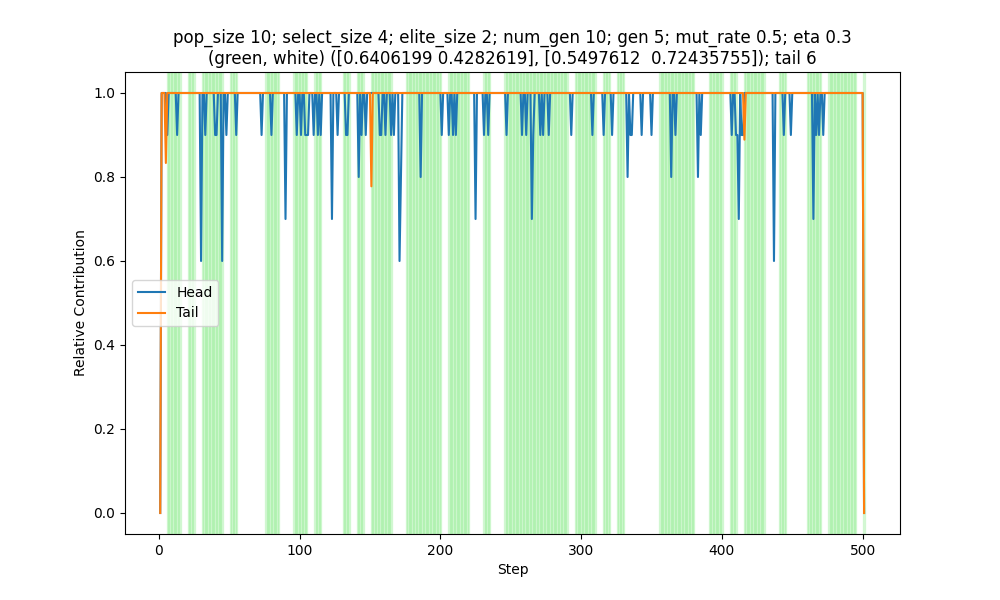 pop_size 10; select_size 4; elite_size 2; num_gen 10; gen 5; mut_rate 0.5; eta 0.3
(green, white) ([0.6406199 0.4282619], [0.5497612  0.72435755]); tail 6
1.0
0.8
0.6
0.4
0.2
0.0
Relative Contribution
Head
Tail
0
100
200
300
400
500
Step